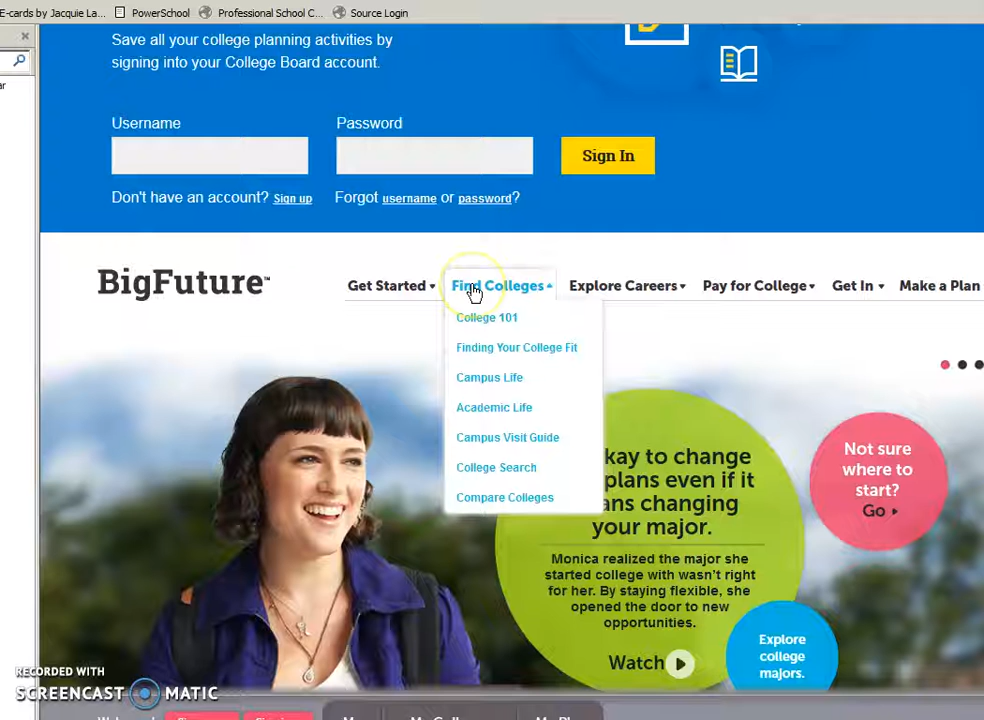 E-cards by Jacquie La... PowerSchool Professional School C... Source Login
Save all your college planning activities by
signing into your College Board account.
Username Password
Sign In
Don't have an account? Sign up Forgot username or password?
BigFuture™ Get Started Find Colleges Explore Careers Pay for College Get In Make a Plan
College 101
Finding Your College Fit
Campus Life
Academic Life
Campus Visit Guide
College Search
Compare Colleges
kay to change
plans even if it
ans changing
your major.
Monica realized the major she
started college with wasn't right
for her. By staying flexible, she
opened the door to new
opportunities.
Watch
Not sure
where to
start?
Go
Explore
college
majors.
RECORDED WITH
SCREENCAST MATIC